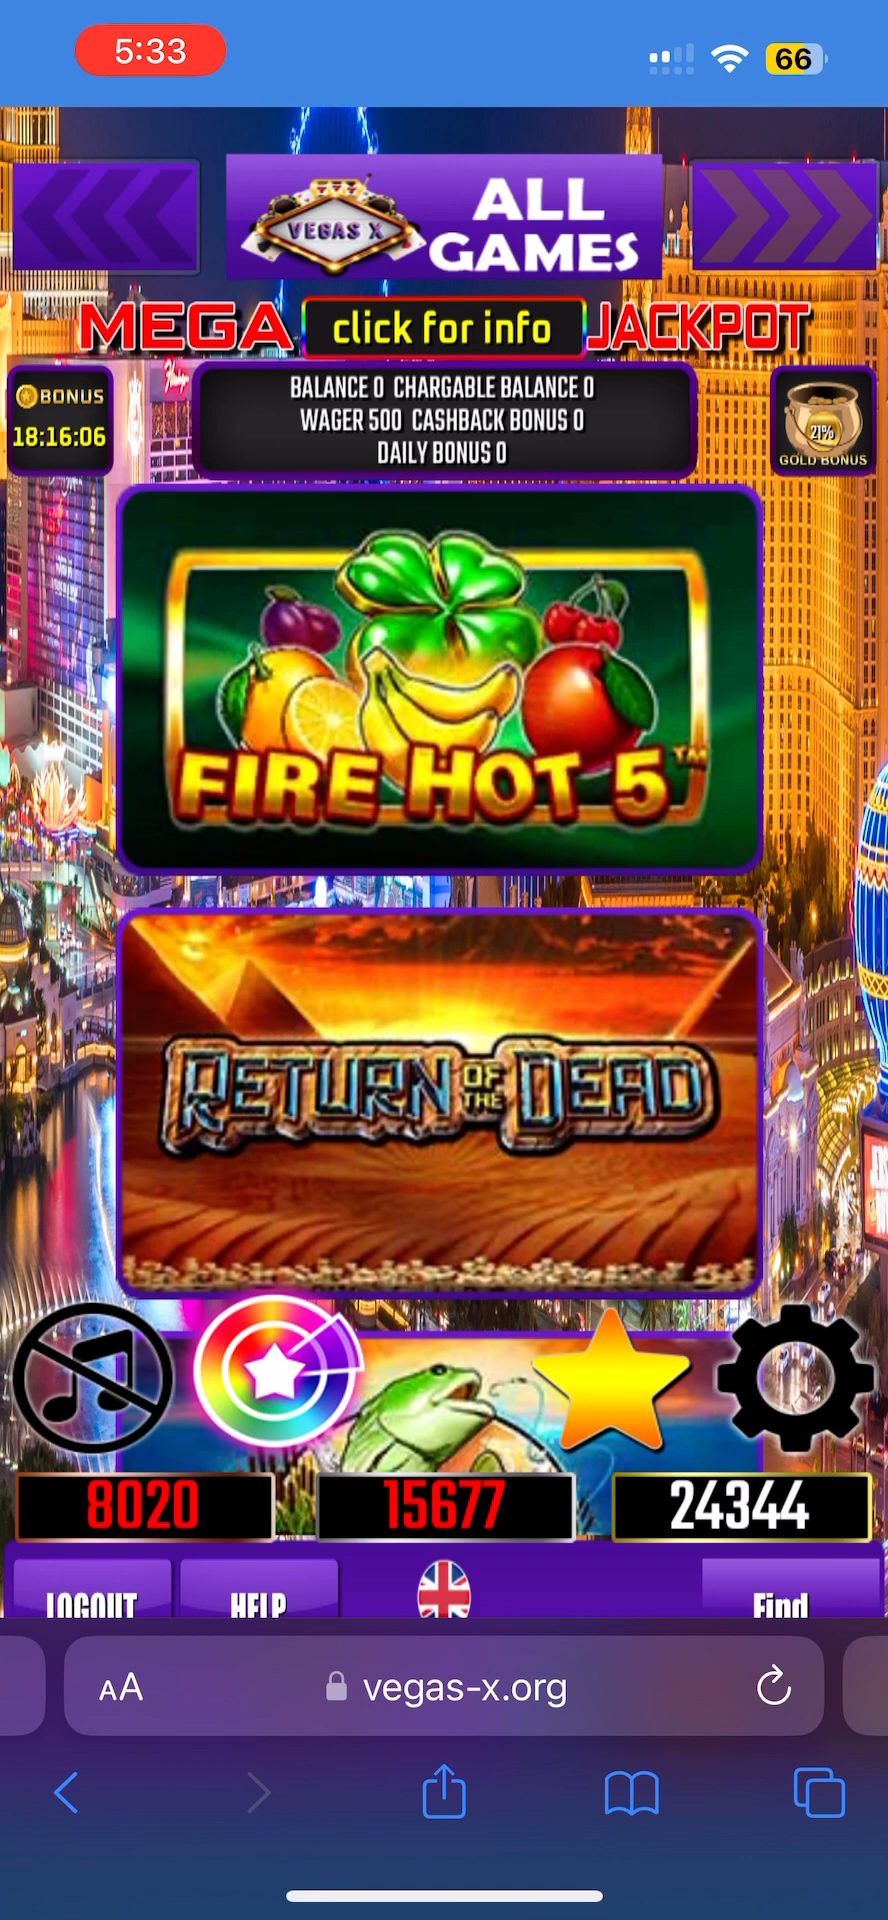 5:33
66
VEGAS X
ALL
GAMES
MEGA click for info JACKPOT
BONUS
18:16:06
BALANCE 0 CHARGABLE BALANCE 0
WAGER 500 CASHBACK BONUS 0
DAILY BONUS 0
21%
GOLD BONUS
FIRE HOT 5™
RETURN OF THE DEAD
8020
15677
24344
LOGOUT
HELP
Find
AA
vegas-x.org